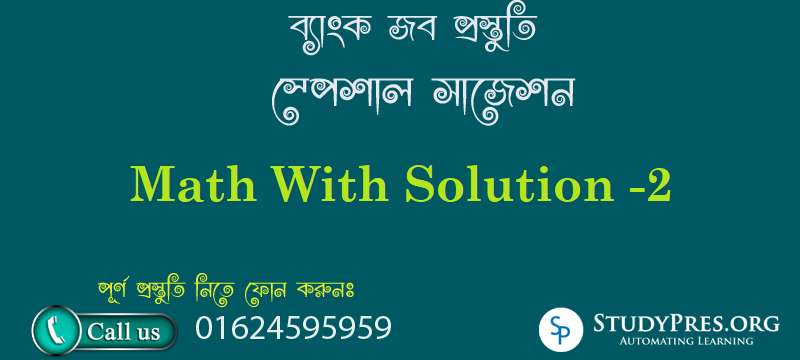 ব্যাংক জব প্রস্তুতি
স্পেশাল সাজেশন
Math With Solution -2
পূর্ণ প্রস্তুতি নিতে ফোন করুনঃ
Call us 01624595959
SP StudyPres.org
Automating Learning